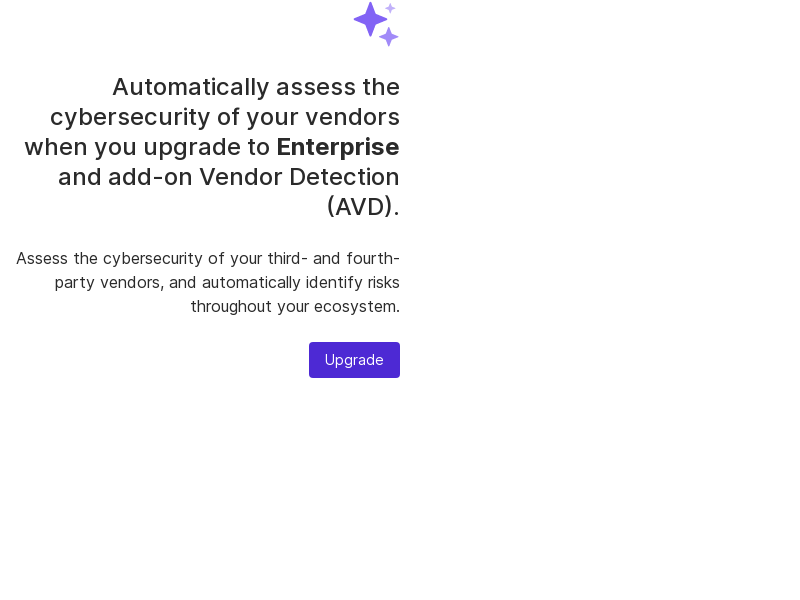 Automatically assess the
cybersecurity of your vendors
when you upgrade to Enterprise
and add-on Vendor Detection
(AVD).
Assess the cybersecurity of your third- and fourth-
party vendors, and automatically identify risks
throughout your ecosystem.
Upgrade